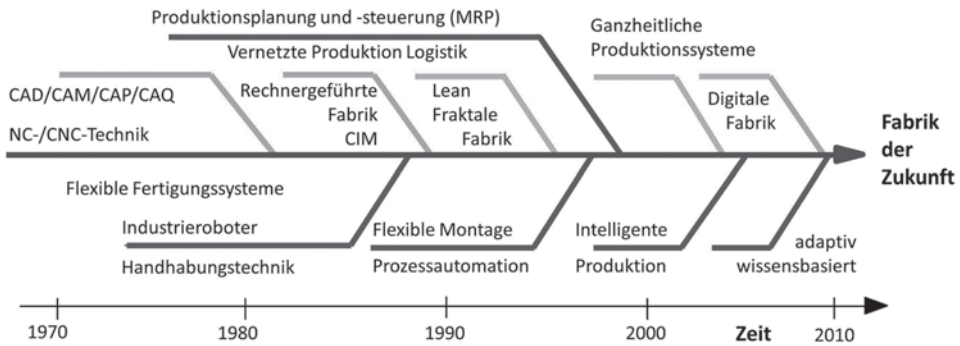 Produktionsplanung und -steuerung (MRP)
Vernetzte Produktion Logistik
Ganzheitliche
Produktionssysteme
CAD/CAM/CAP/CAQ
NC-/CNC-Technik
Rechnergeführte
Fabrik
CIM
Lean
Fraktale
Fabrik
Digitale
Fabrik
Fabrik
der
Zukunft
Flexible Fertigungssysteme
Industrieroboter
Handhabungstechnik
Flexible Montage
Prozessautomation
Intelligente
Produktion
adaptiv
wissensbasiert
1970
1980
1990
2000
Zeit
2010